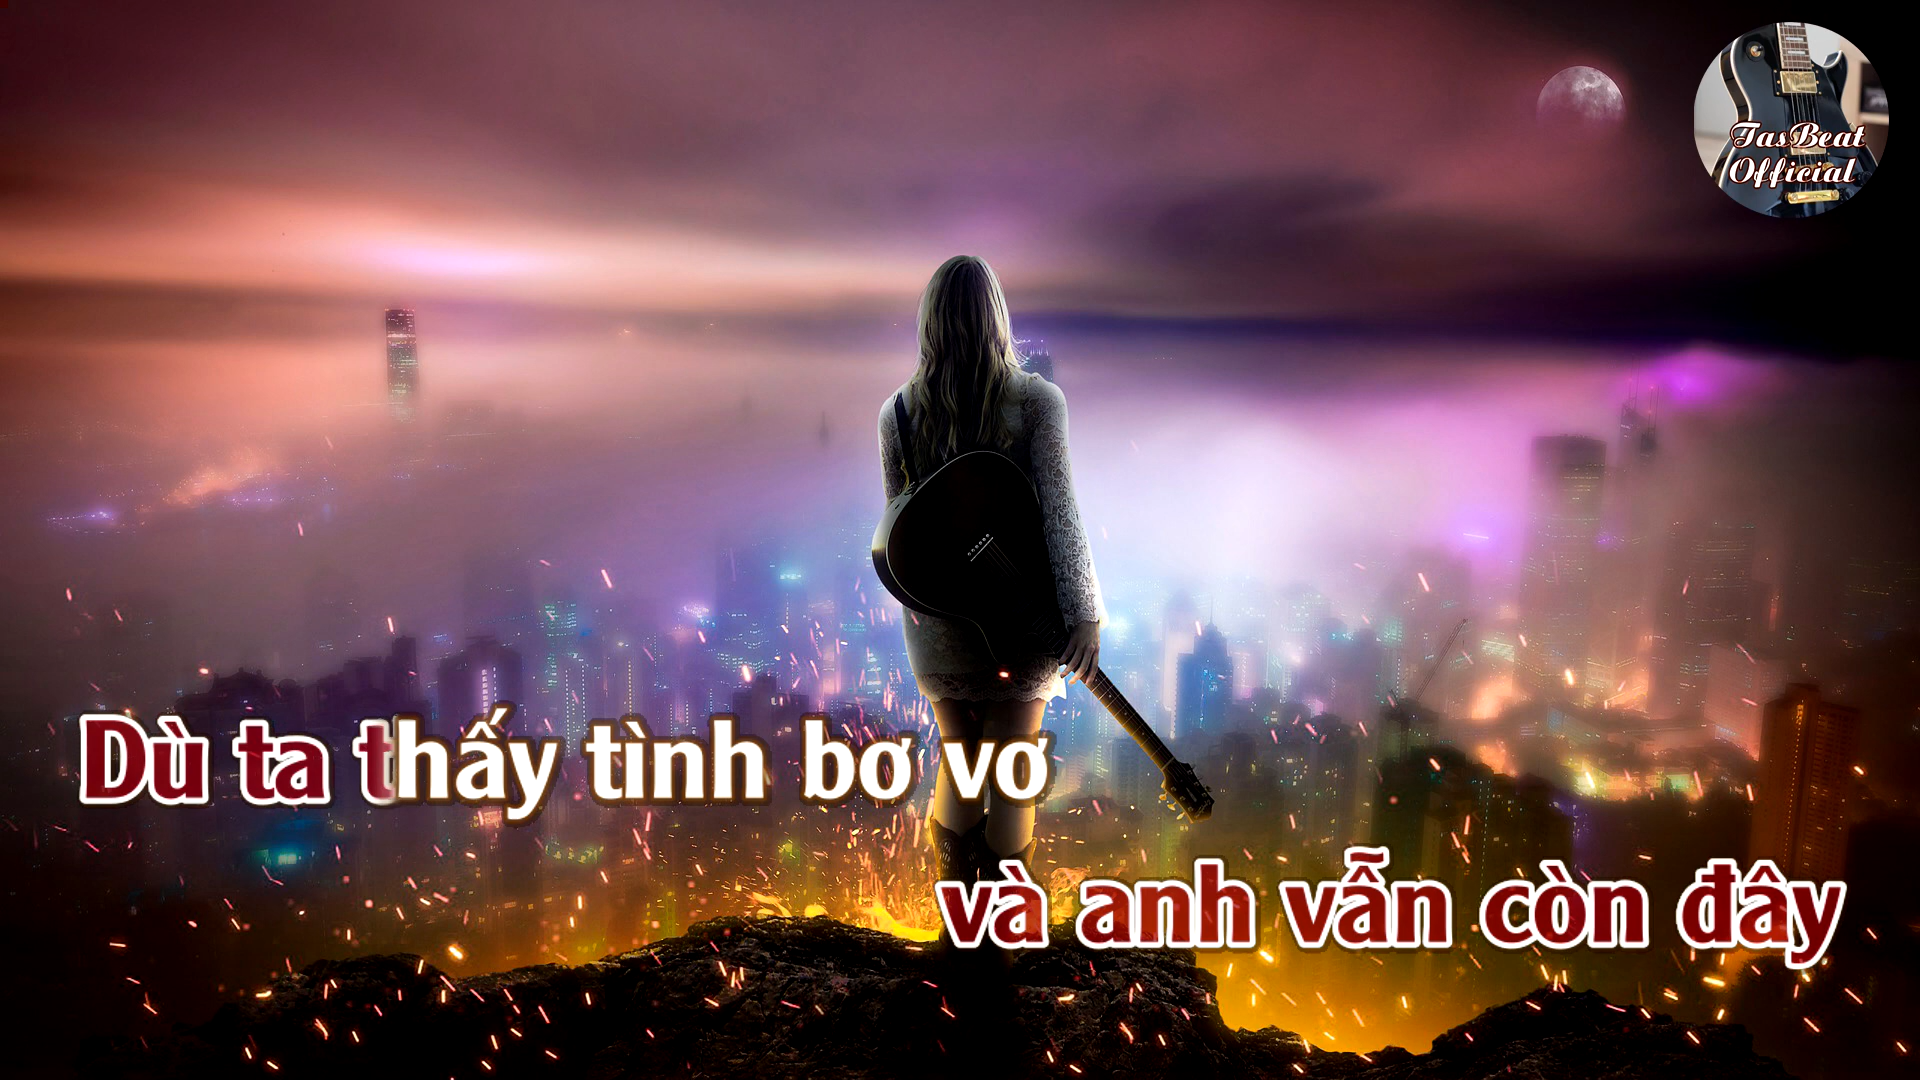 TasBeat
Official
Dù ta thấy tình bơ vơ
và anh vẫn còn đây